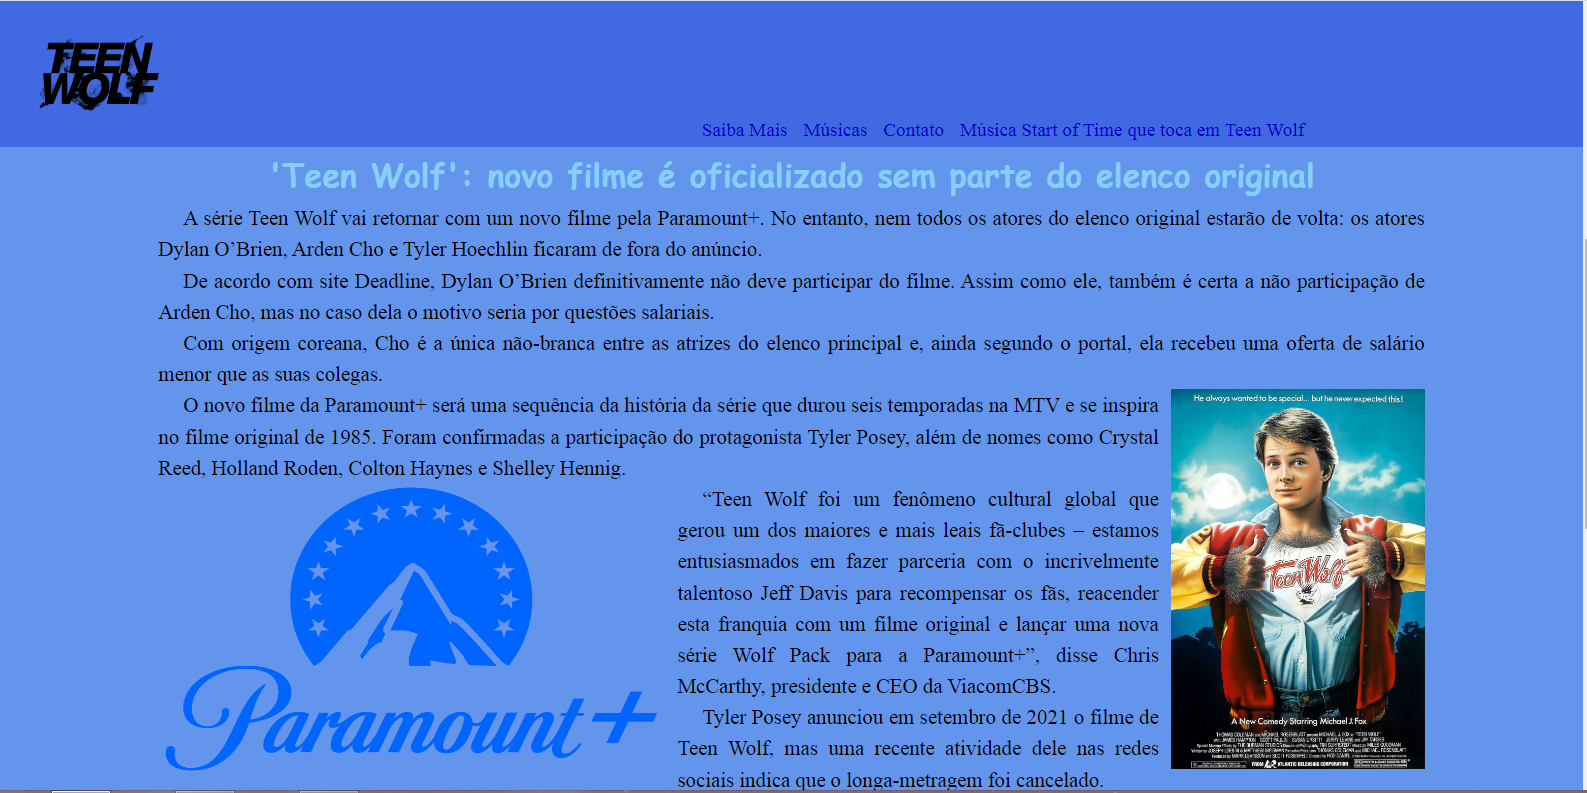 TEEN
WOLF
Saiba Mais Músicas Contato Música Start of Time que toca em Teen Wolf
'Teen Wolf': novo filme é oficializado sem parte do elenco original
A série Teen Wolf vai retornar com um novo filme pela Paramount+. No entanto, nem todos os atores do elenco original estarão de volta: os atores
Dylan O’Brien, Arden Cho e Tyler Hoechlin ficaram de fora do anúncio.
De acordo com site Deadline, Dylan O’Brien definitivamente não deve participar do filme. Assim como ele, também é certa a não participação de
Arden Cho, mas no caso dela o motivo seria por questões salariais.
Com origem coreana, Cho é a única não-branca entre as atrizes do elenco principal e, ainda segundo o portal, ela recebeu uma oferta de salário
menor que as suas colegas.
O novo filme da Paramount+ será uma sequência da história da série que durou seis temporadas na MTV e se inspira
no filme original de 1985. Foram confirmadas a participação do protagonista Tyler Posey, além de nomes como Crystal
Reed, Holland Roden, Colton Haynes e Shelley Hennig.
“Teen Wolf foi um fenômeno cultural global que
gerou um dos maiores e mais leais fã-clubes – estamos
entusiasmados em fazer parceria com o incrivelmente
talentoso Jeff Davis para recompensar os fãs, reacender
esta franquia com um filme original e lançar uma nova
série Wolf Pack para a Paramount+”, disse Chris
McCarthy, presidente e CEO da ViacomCBS.
Tyler Posey anunciou em setembro de 2021 o filme de
Teen Wolf, mas uma recente atividade dele nas redes
sociais indica que o longa-metragem foi cancelado.
Paramount+
He always wanted to be special... but he never expected this!
Teen Wolf
A New Comedy Starring Michael J. Fox
FROM ATLANTIC RELEASING CORPORATION